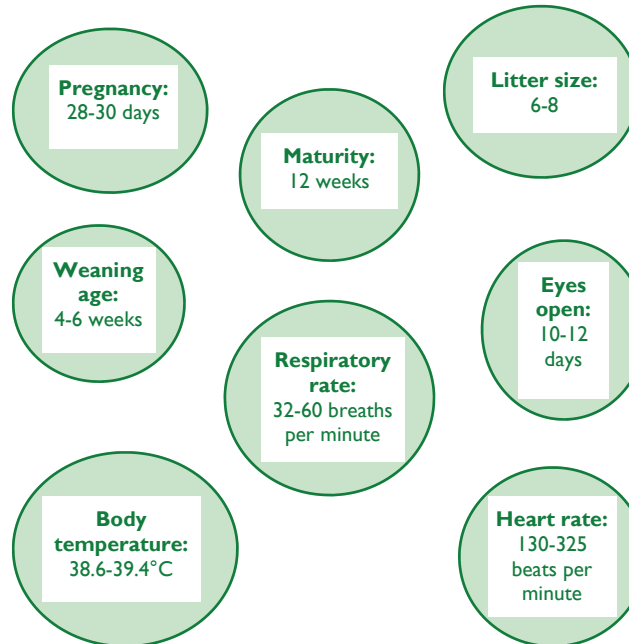 Pregnancy:
28-30 days
Litter size:
6-8
Maturity:
12 weeks
Weaning
age:
4-6 weeks
Eyes
open:
10-12
days
Respiratory
rate:
32-60 breaths
per minute
Body
temperature:
38.6-39.4°C
Heart rate:
130-325
beats per
minute